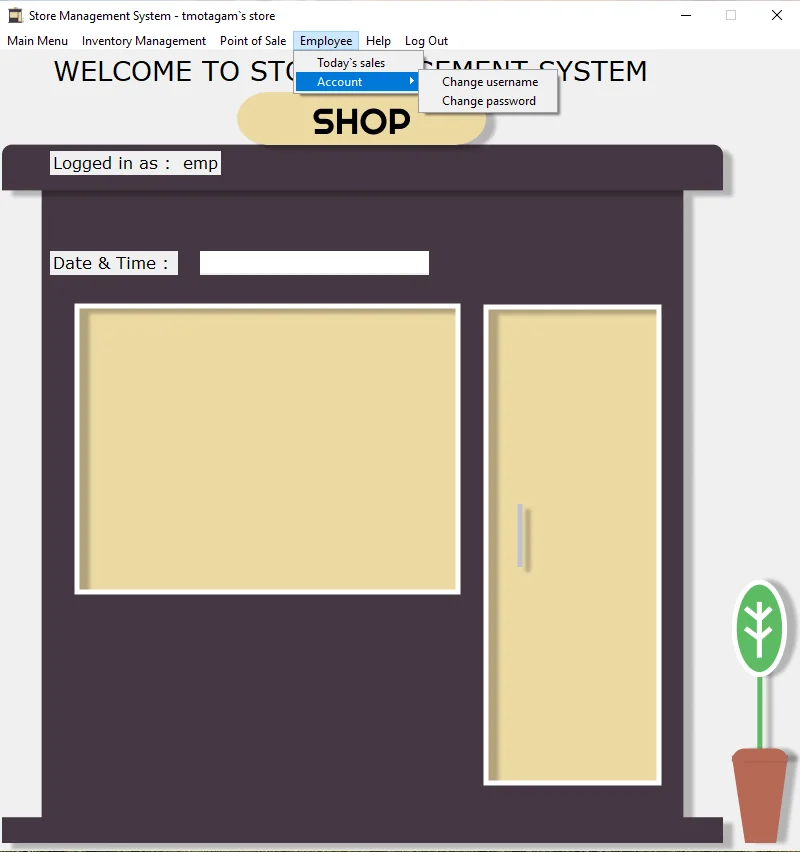 Store Management System - tmotagam`s store
Main Menu Inventory Management Point of Sale Employee Help Log Out
WELCOME TO STO GEMENT SYSTEM
Today`s sales
Account
Change username
Change password
SHOP
Logged in as : emp
Date & Time :